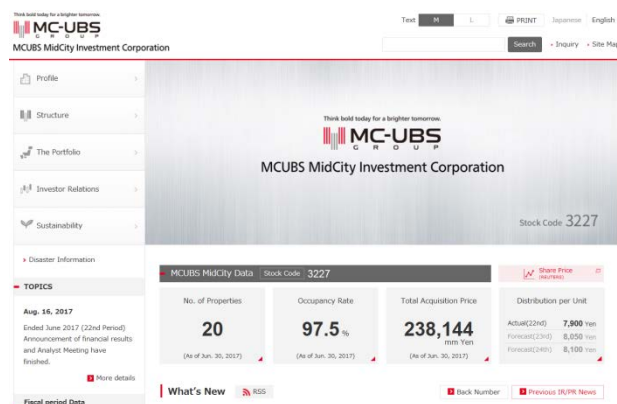 Think bold today for a brighter tomorrow.
MC-UBS
GROUP
MCUBS MidCity Investment Corporation
Text M L PRINT Japanese English
Search Inquiry Site Map
Profile
Structure
The Portfolio
Investor Relations
Sustainability
Disaster Information
TOPICS
Aug. 16, 2017
Ended June 2017 (22nd Period)
Announcement of financial results
and Analyst Meeting have
finished.
More details
Fiscal period Data
Think bold today for a brighter tomorrow.
MC-UBS
GROUP
MCUBS MidCity Investment Corporation
Stock Code 3227
MCUBS MidCity Data Stock Code 3227
Share Price
(REUTERS)
No. of Properties
20
(As of Jun. 30, 2017)
Occupancy Rate
97.5 %
(As of Jun. 30, 2017)
Total Acquisition Price
238,144
mm Yen
(As of Jun. 30, 2017)
Distribution per Unit
Actual(22nd) 7,900 Yen
Forecast(23rd) 8,050 Yen
Forecast(24th) 8,100 Yen
What's New RSS
Back Number Previous IR/PR News